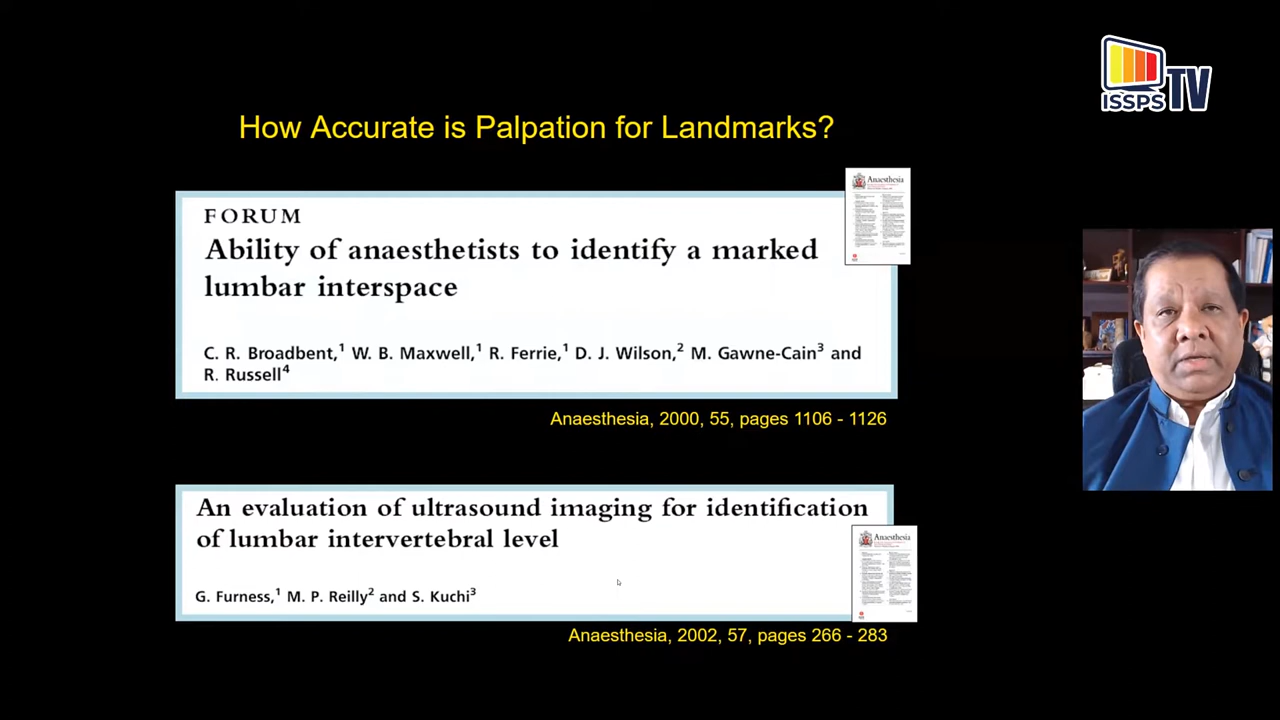 ISSPS TV
How Accurate is Palpation for Landmarks?
Anaesthesia
FORUM
Ability of anaesthetists to identify a marked
lumbar interspace
C. R. Broadbent,1 W. B. Maxwell,1 R. Ferrie,1 D. J. Wilson,2 M. Gawne-Cain3 and
R. Russell4
Anaesthesia, 2000, 55, pages 1106 - 1126
An evaluation of ultrasound imaging for identification
of lumbar intervertebral level
Anaesthesia
G. Furness,1 M. P. Reilly2 and S. Kuchi3
Anaesthesia, 2002, 57, pages 266 - 283